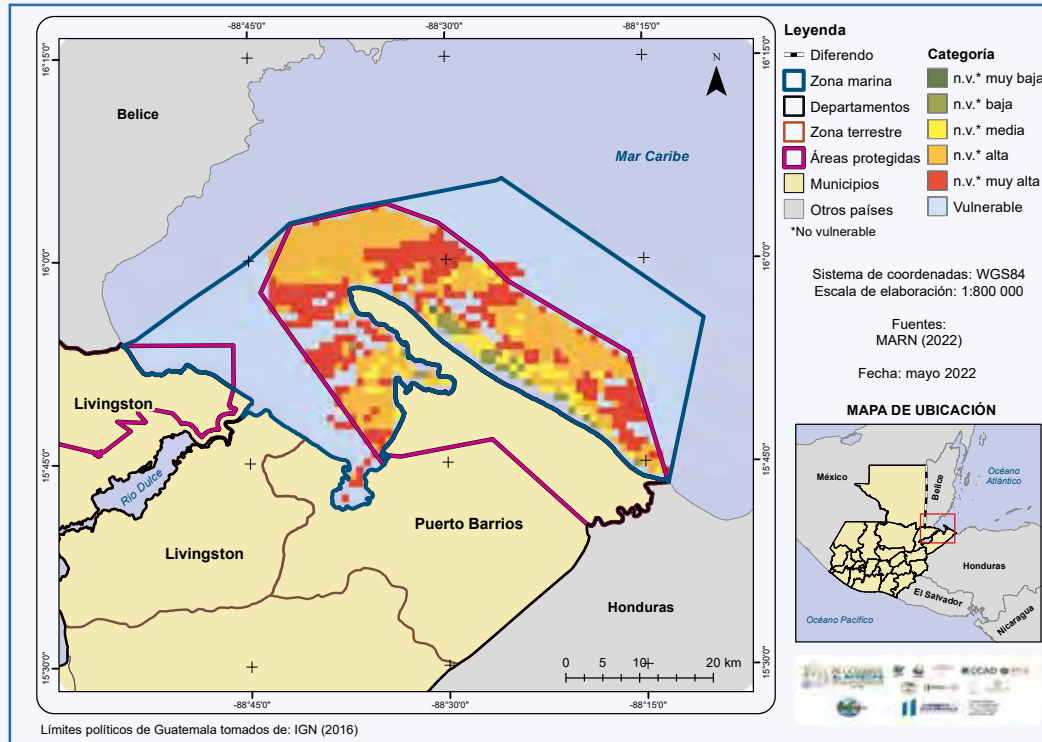 -88°45'0"
-88°30'0"
-88°15'0"
16°15'0"
16°15'0"
Belice
N
Mar Caribe
16°0'0"
16°0'0"
Livingston
15°45'0"
15°45'0"
Río Dulce
Livingston
Puerto Barrios
Honduras
15°30'0"
15°30'0"
0 5 10 20 km
-88°45'0"
-88°30'0"
-88°15'0"
Límites políticos de Guatemala tomados de: IGN (2016)
Leyenda
Diferendo
Zona marina
Departamentos
Zona terrestre
Áreas protegidas
Municipios
Otros países
*No vulnerable
Categoría
n.v.* muy baja
n.v.* baja
n.v.* media
n.v.* alta
n.v.* muy alta
Vulnerable
Sistema de coordenadas: WGS84
Escala de elaboración: 1:800 000
Fuentes:
MARN (2022)
Fecha: mayo 2022
MAPA DE UBICACIÓN
México
Belice
Océano
Atlántico
Honduras
El Salvador
Nicaragua
Océano Pacífico
CCAD